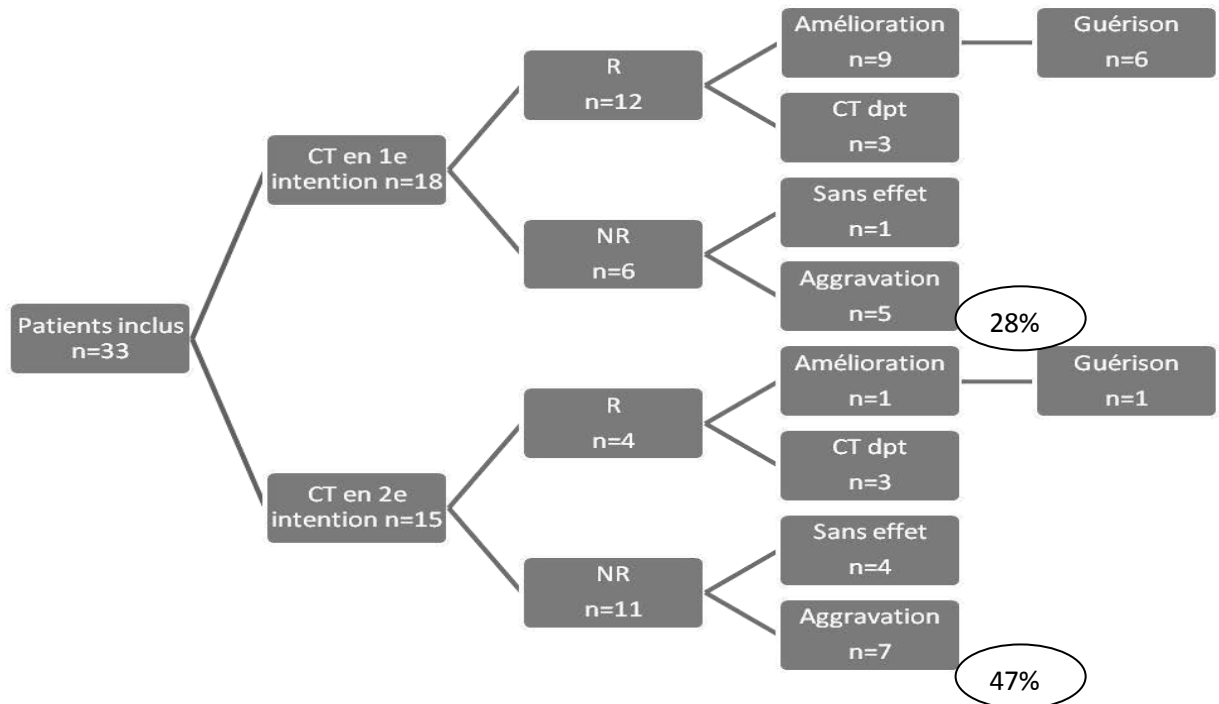 Patients inclus
n=33
CT en 1e
intention n=18
R
n=12
Amélioration
n=9
Guérison
n=6
CT dpt
n=3
NR
n=6
Sans effet
n=1
Aggravation
n=5
28%
CT en 2e
intention n=15
R
n=4
Amélioration
n=1
Guérison
n=1
CT dpt
n=3
NR
n=11
Sans effet
n=4
Aggravation
n=7
47%